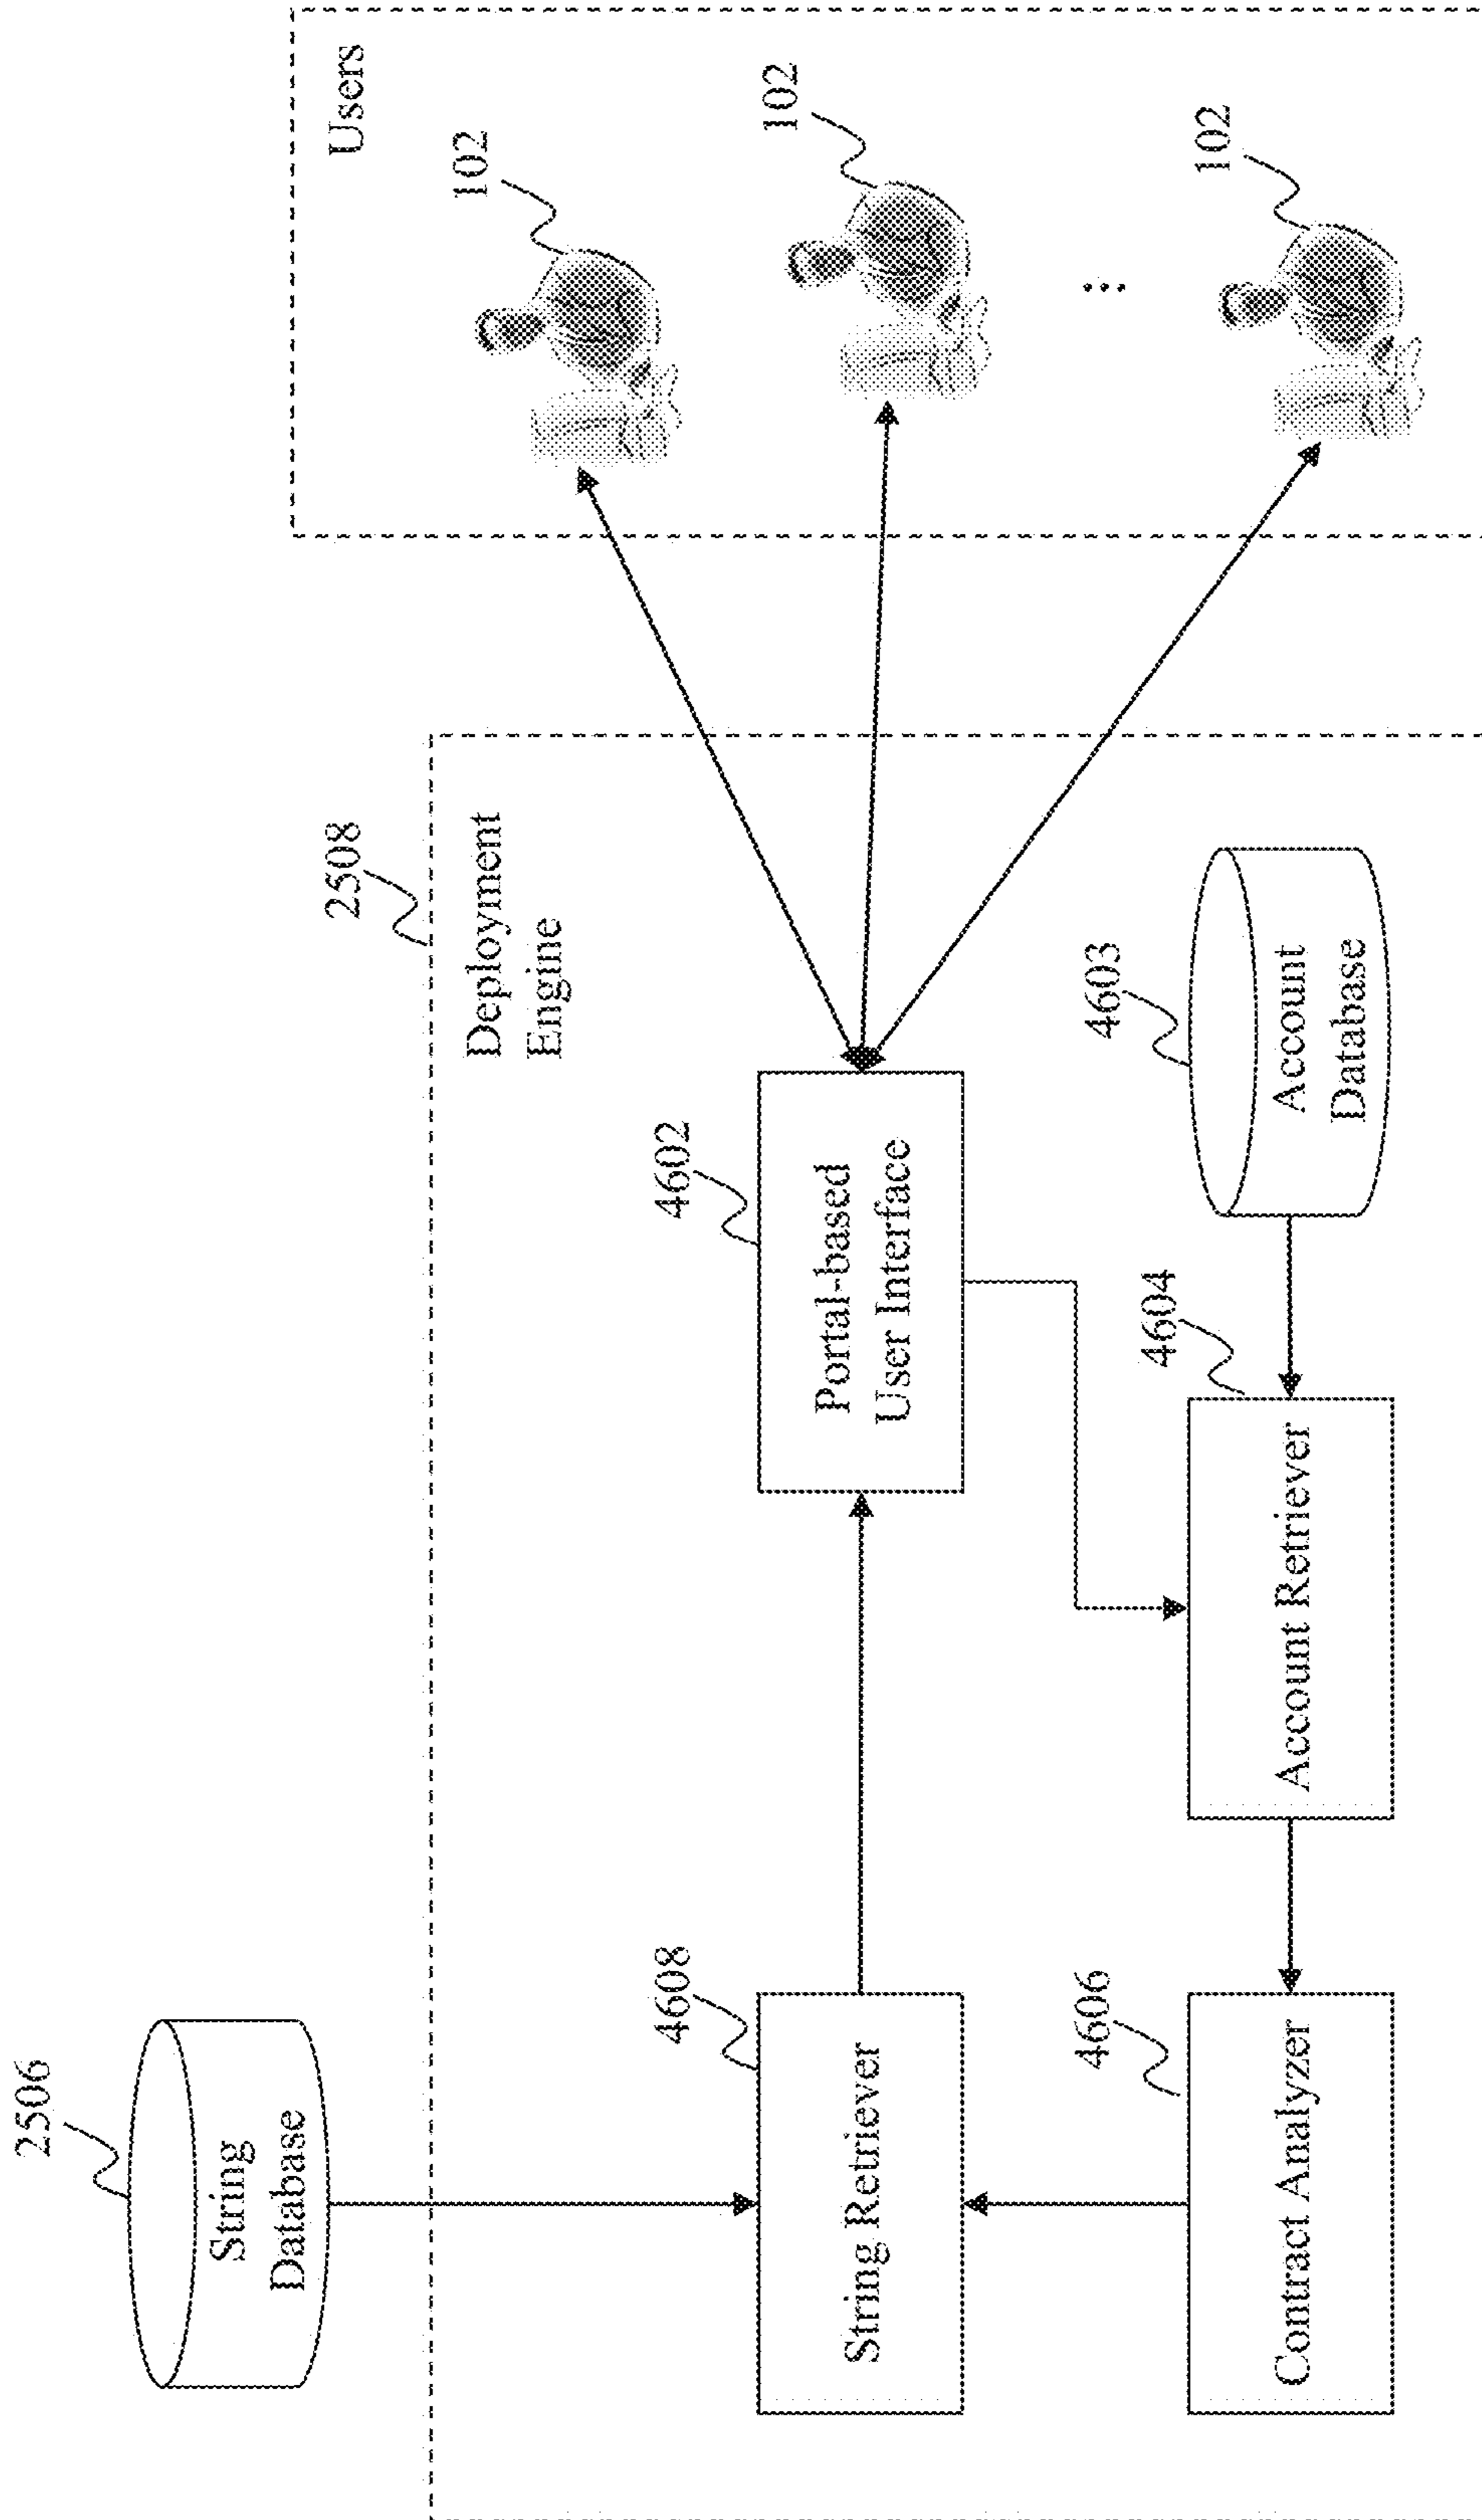 2506
String
Database
2508
Deployment
Engine
Users
102
102
102
4608
String Retriever
4602
Portal-based
User Interface
4606
Contract Analyzer
4604
Account Retriever
4603
Account
Database